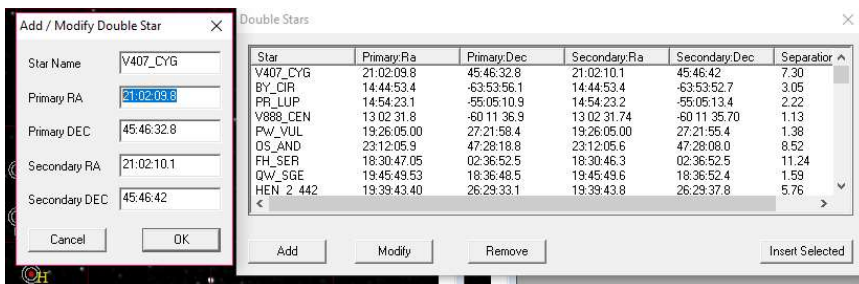 Add / Modify Double Star
Star Name V407_CYG
Primary RA 21:02:09.8
Primary DEC 45:46:32.8
Secondary RA 21:02:10.1
Secondary DEC 45:46:42
Cancel OK
H
Double Stars
Star Primary:Ra Primary:Dec Secondary:Ra Secondary:Dec Separation
V407_CYG 21:02:09.8 45:46:32.8 21:02:10.1 45:46:42 7.30
BY_CIR 14:44:53.4 -63:53:56.1 14:44:53.4 -63:53:52.7 3.05
PR_LUP 14:54:23.1 -55:05:10.9 14:54:23.2 -55:05:13.4 2.22
V888_CEN 13 02 31.8 -60 11 36.9 13 02 31.74 -60 11 35.70 1.13
PW_VUL 19:26:05.00 27:21:58.4 19:26:05.00 27:21:55.4 1.38
OS_AND 23:12:05.9 47:28:18.8 23:12:05.6 47:28:08.0 8.52
FH_SER 18:30:47.05 02:36:52.5 18:30:46.3 02:36:52.5 11.24
QW_SGE 19:45:49.53 18:36:48.5 19:45:49.6 18:36:52.4 1.59
HEN_2_442 19:39:43.40 26:29:33.1 19:39:43.8 26:29:37.8 5.76
Add Modify Remove Insert Selected